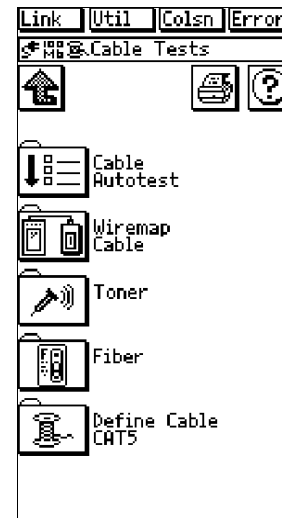 Link Util Colsn Error
Cable Tests
Cable
Autotest
Wiremap
Cable
Toner
Fiber
Define Cable
CAT5